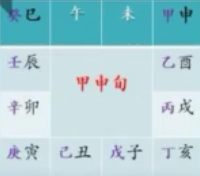 癸巳 午 未 甲申
壬辰 乙酉
甲申旬
辛卯 丙戌
庚寅 己丑 戊子 丁亥